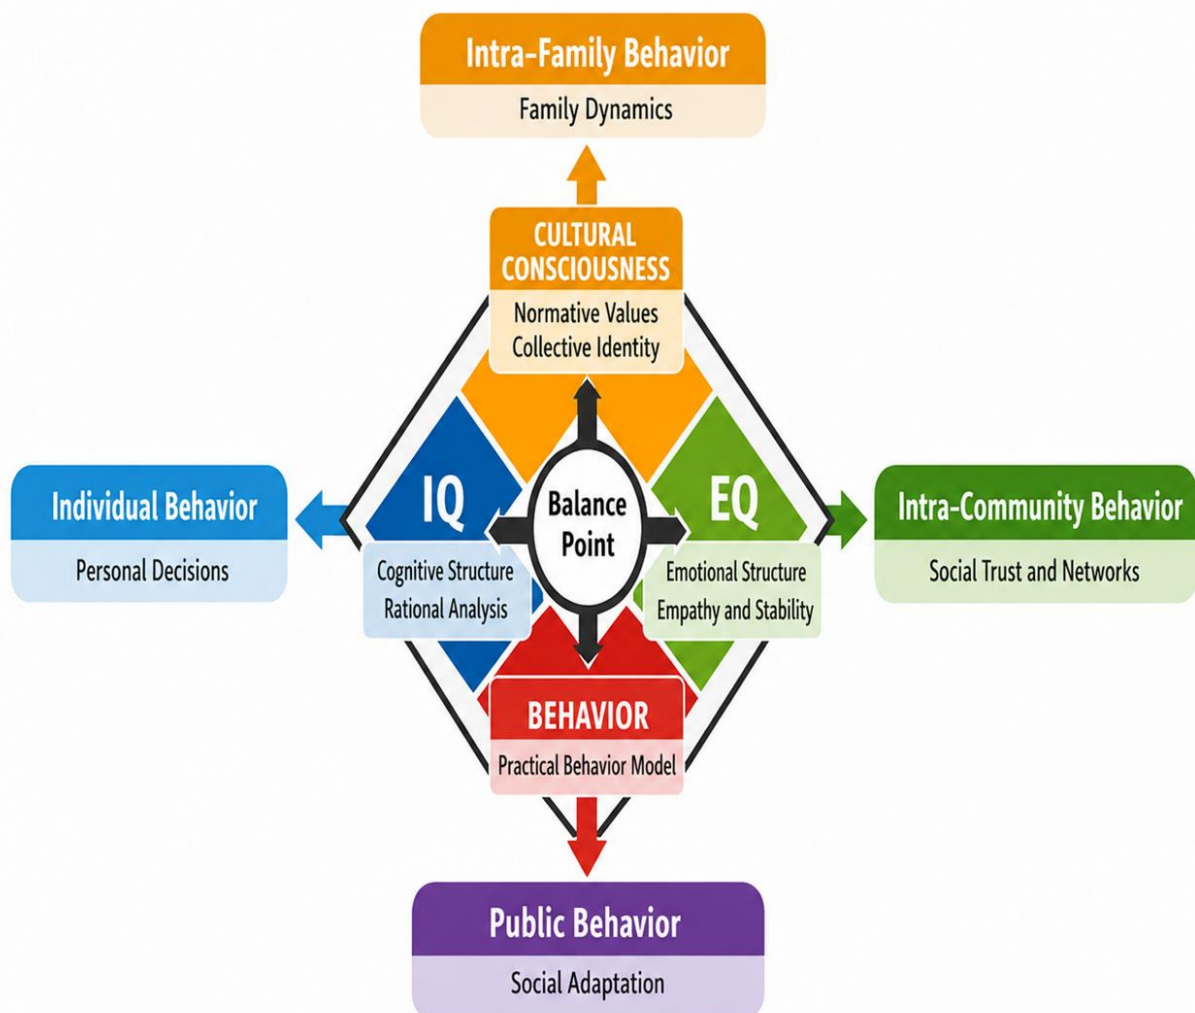 Intra-Family Behavior
Family Dynamics
CULTURAL
CONSCIOUSNESS
Normative Values
Collective Identity
Individual Behavior
Personal Decisions
IQ
Cognitive Structure
Rational Analysis
Balance
Point
EQ
Emotional Structure
Empathy and Stability
Intra-Community Behavior
Social Trust and Networks
BEHAVIOR
Practical Behavior Model
Public Behavior
Social Adaptation